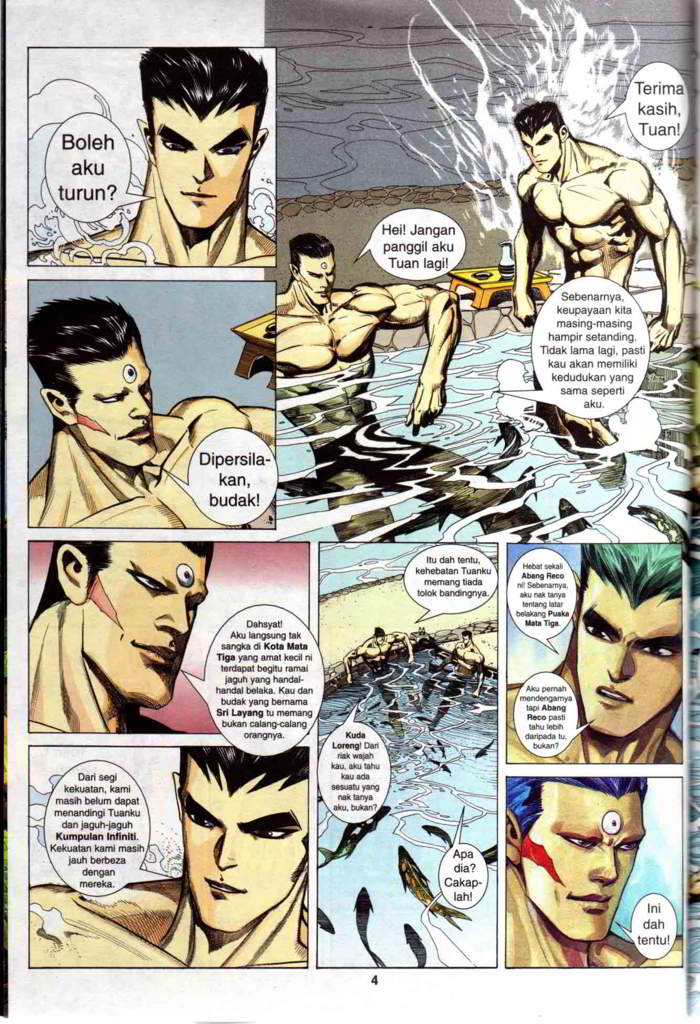 Boleh
aku
turun?
Terima
kasih,
Tuan!
Hei! Jangan
panggil aku
Tuan lagi!
Sebenarnya,
keupayaan kita
masing-masing
hampir setanding.
Tidak lama lagi, pasti
kau akan memiliki
kedudukan yang
sama seperti
aku.
Dipersila-
kan,
budak!
Dahsyat!
Aku langsung tak
sangka di Kota Mata
Tiga yang amat kecil ni
terdapat begitu ramai
jaguh yang handal-
handal belaka. Kau dan
budak yang bernama
Sri Layang tu memang
bukan calang-calang
orangnya.
Dari segi
kekuatan, kami
masih belum dapat
menandingi Tuanku
dan jaguh-jaguh
Kumpulan Infiniti.
Kekuatan kami masih
jauh berbeza
dengan
mereka.
Itu dah tentu,
kehebatan Tuanku
memang tiada
tolok bandingnya.
Kuda
Loreng! Dari
riak wajah
kau, aku tahu
kau ada
sesuatu yang
nak tanya
aku, bukan?
Apa
dia?
Cakap-
lah!
Hebat sekali
Abang Reco
ni! Sebenarnya,
aku nak tanya
tentang latar
belakang Puaka
Mata Tiga.
Aku pernah
mendengarnya
tapi Abang
Reco pasti
tahu lebih
daripada tu,
bukan?
Ini
dah
tentu!
4